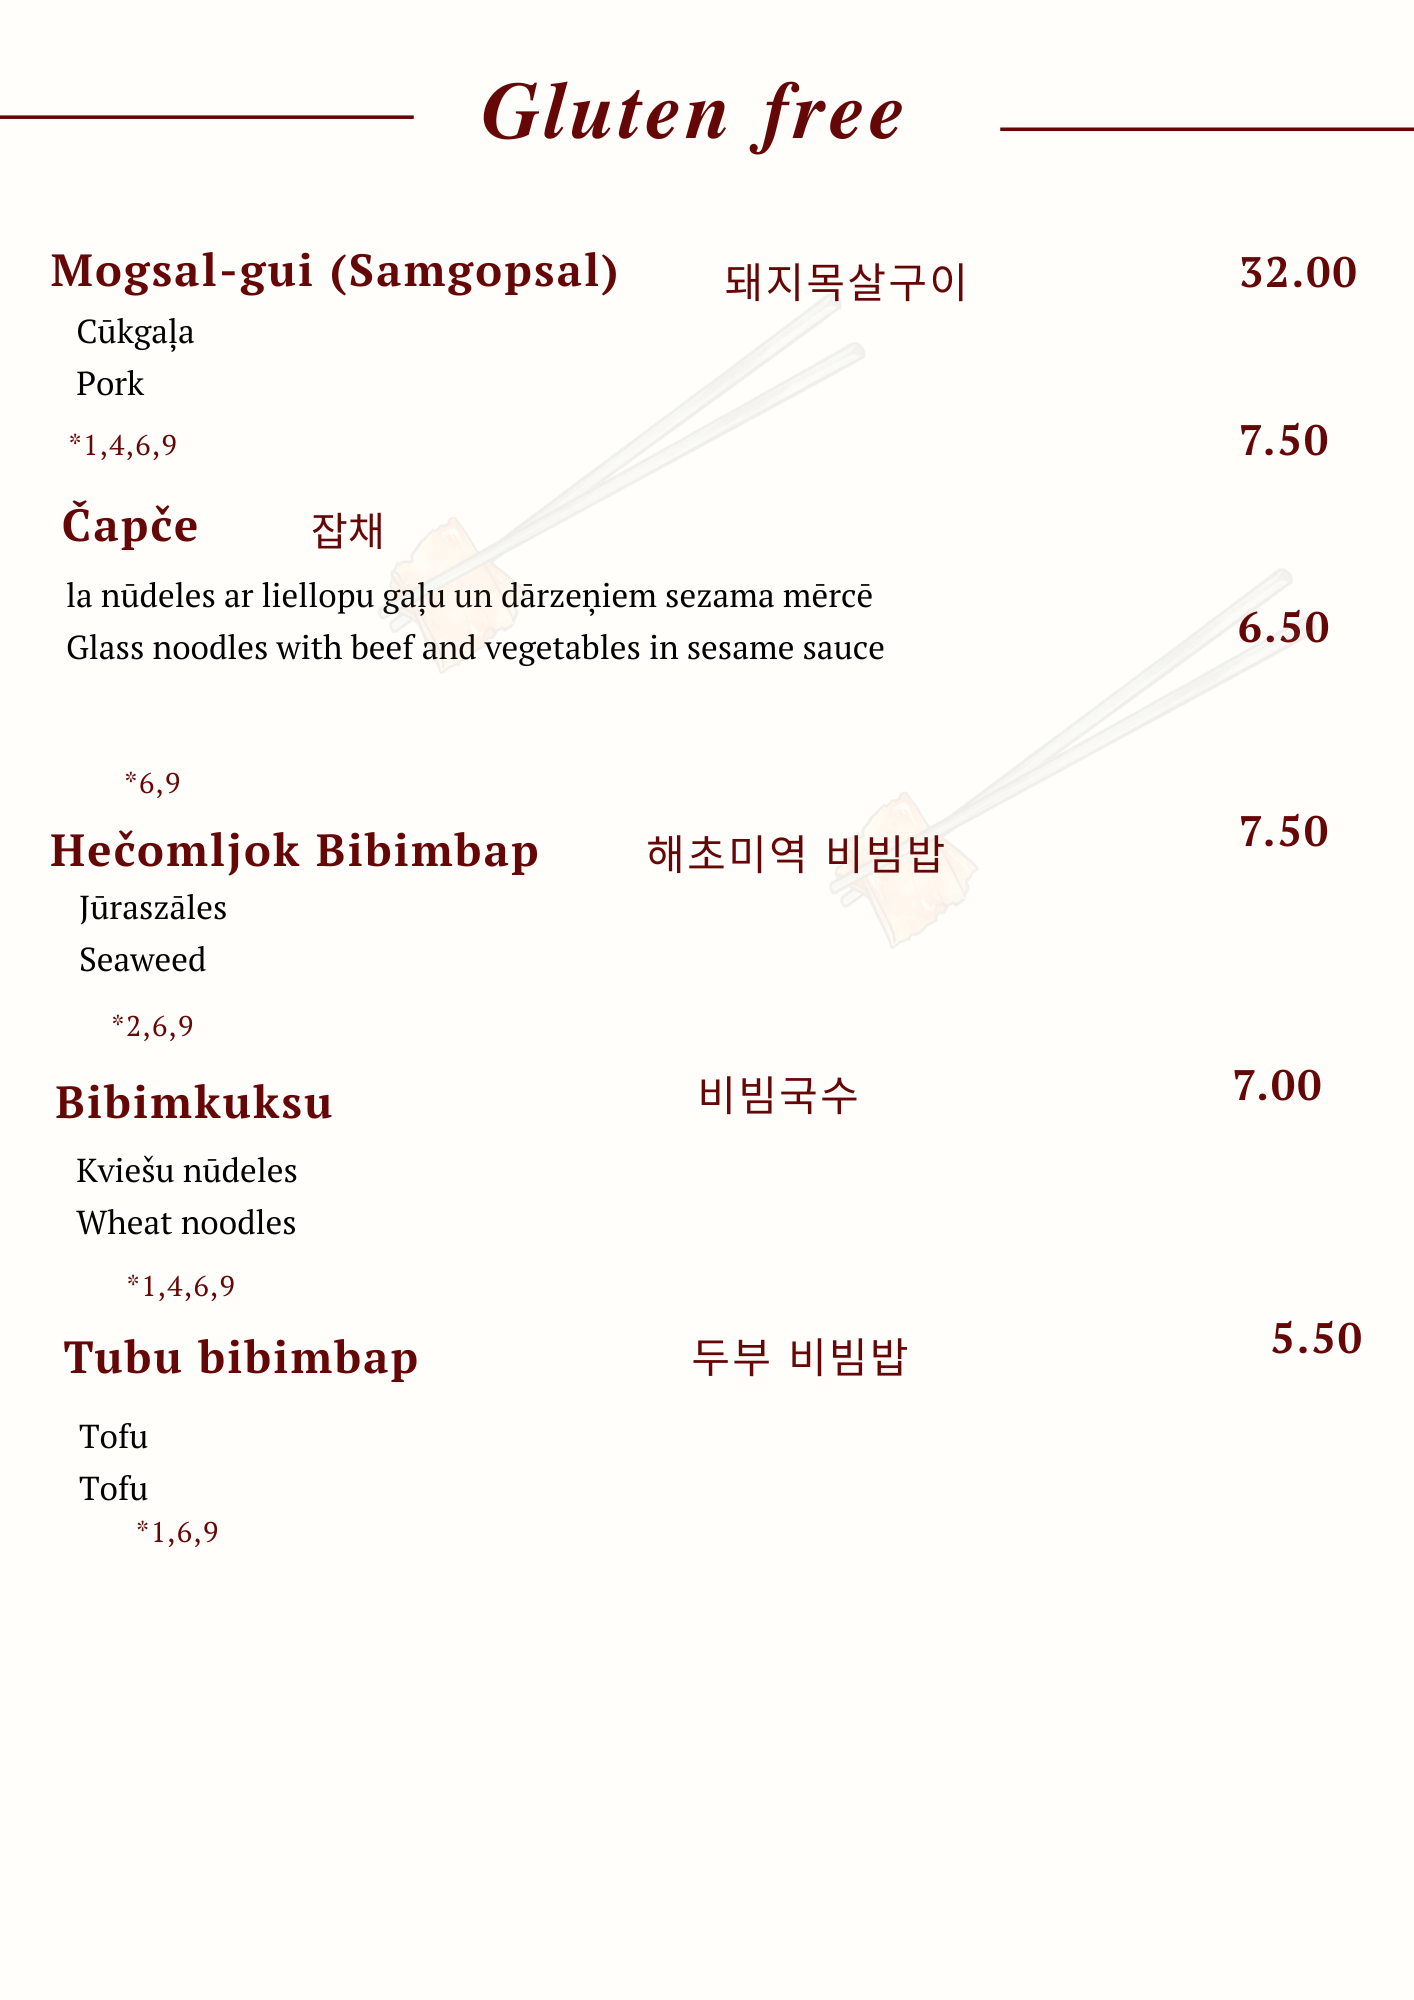 Gluten free
Mogsal-gui (Samgopsal) 돼지목살구이 32.00
Cūkgaļa
Pork
*1,4,6,9 7.50
Čapče 잡채
la nūdeles ar liellopu gaļu un dārzeņiem sezama mērcē
6.50
Glass noodles with beef and vegetables in sesame sauce
*6,9
Hečomljok Bibimbap 해초미역 비빔밥 7.50
Jūraszāles
Seaweed
*2,6,9
Bibimkuksu 비빔국수 7.00
Kviešu nūdeles
Wheat noodles
*1,4,6,9
Tubu bibimbap 두부 비빔밥 5.50
Tofu
Tofu
*1,6,9